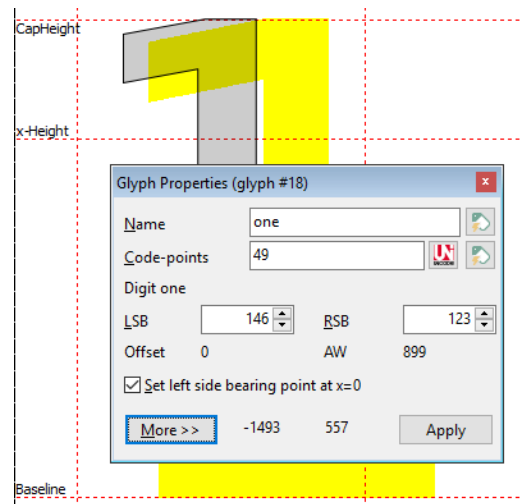 CapHeight
x-Height
Glyph Properties (glyph #18)
x
Name one
Code-points 49
UNI
Digit one
LSB 146 RSB 123
Offset 0 AW 899
Set left side bearing point at x=0
More >> -1493 557 Apply
Baseline